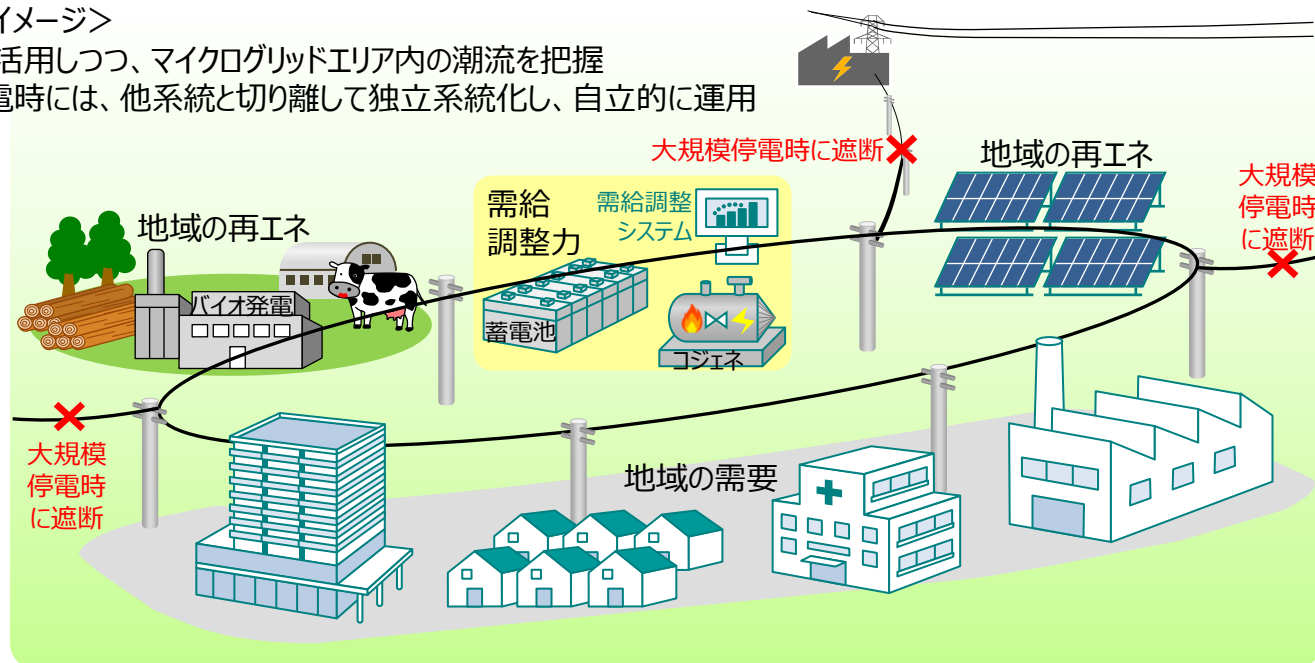 イメージ＞
活用しつつ、マイクログリッドエリア内の潮流を把握
電時には、他系統と切り離して独立系統化し、自立的に運用
大規模停電時に遮断
地域の再エネ
大規模
停電時
に遮断
地域の再エネ
需給
調整力
需給調整
システム
バイオ発電
蓄電池
コジェネ
大規模
停電時
に遮断
地域の需要